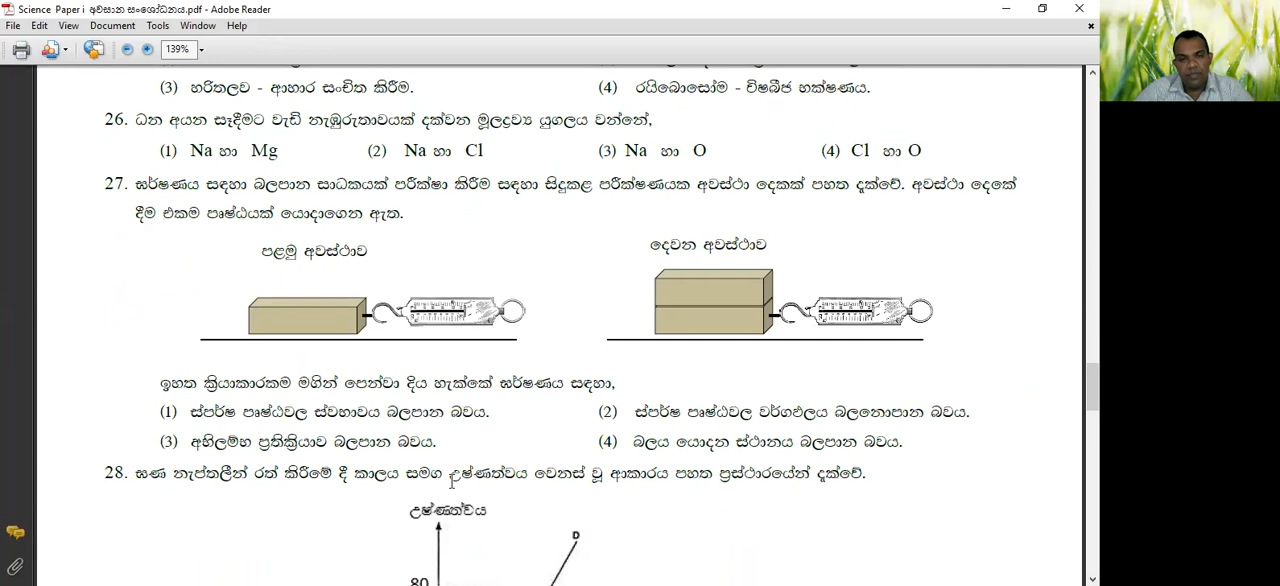 Science Paper i අවසාන සංශෝධනය.pdf - Adobe Reader
File Edit View Document Tools Window Help
139%
(3) හරිතලව - ආහාර සංචිත කිරීම. (4) රයිබොසෝම - විෂබීජ භක්ෂණය.
26. ධන අයන සෑදීමට වැඩි නැඹුරුතාවයක් දක්වන මූලද්‍රව්‍ය යුගලය වන්නේ,
(1) Na හා Mg (2) Na හා Cl (3) Na හා O (4) Cl හා O
27. ඝර්ෂණය සඳහා බලපාන සාධකයක් පරීක්ෂා කිරීම සඳහා සිදුකළ පරීක්ෂණයක අවස්ථා දෙකක් පහත දැක්වේ. අවස්ථා දෙකේ
දීම එකම පෘෂ්ඨයක් යොදාගෙන ඇත.
පළමු අවස්ථාව දෙවන අවස්ථාව
ඉහත ක්‍රියාකාරකම මගින් පෙන්වා දිය හැක්කේ ඝර්ෂණය සඳහා,
(1) ස්පර්ෂ පෘෂ්ඨවල ස්වභාවය බලපාන බවය. (2) ස්පර්ෂ පෘෂ්ඨවල වර්ගඵලය බලනොපාන බවය.
(3) අභිලම්භ ප්‍රතික්‍රියාව බලපාන බවය. (4) බලය යොදන ස්ථානය බලපාන බවය.
28. ඝණ නැප්තලීන් රත් කිරීමේ දී කාලය සමග උෂ්ණත්වය වෙනස් වූ ආකාරය පහත ප්‍රස්ථාරයේන් දැක්වේ.
උෂ්ණත්වය
D
80